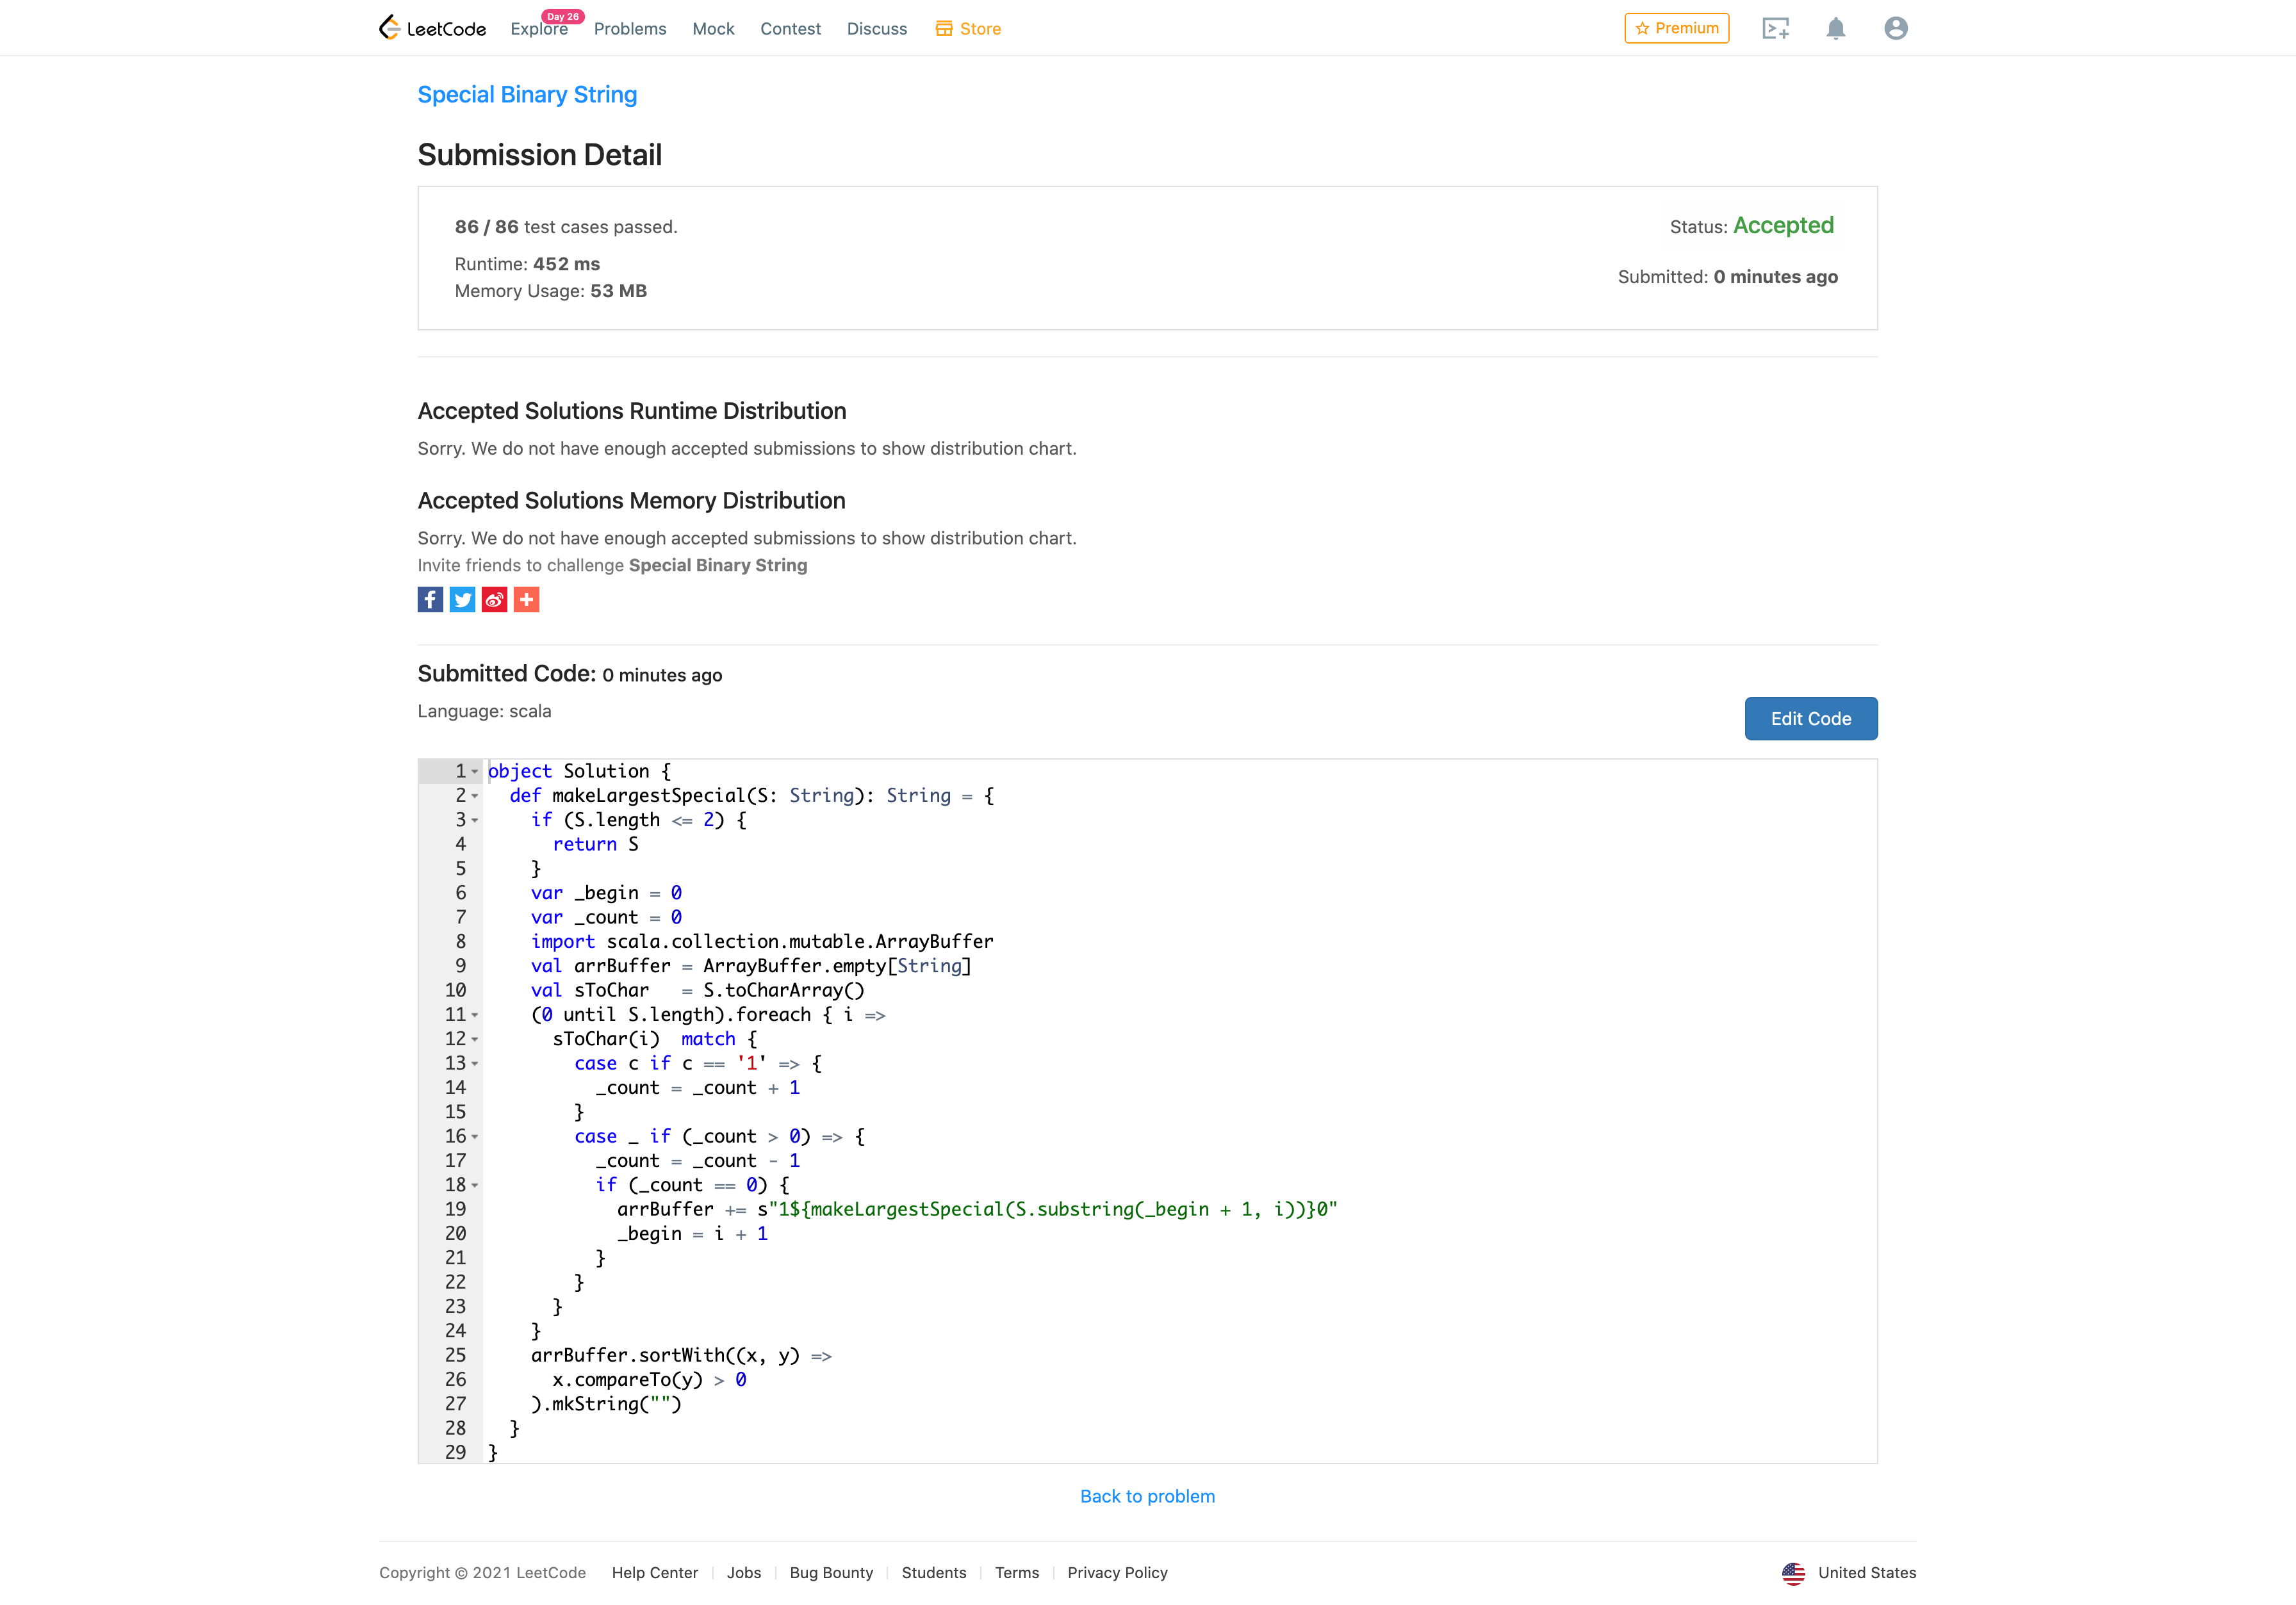 LeetCode Explore Day 26 Problems Mock Contest Discuss Store Premium
Special Binary String
Submission Detail
86 / 86 test cases passed.
Status: Accepted
Runtime: 452 ms
Submitted: 0 minutes ago
Memory Usage: 53 MB
Accepted Solutions Runtime Distribution
Sorry. We do not have enough accepted submissions to show distribution chart.
Accepted Solutions Memory Distribution
Sorry. We do not have enough accepted submissions to show distribution chart.
Invite friends to challenge Special Binary String
Submitted Code: 0 minutes ago
Language: scala
Edit Code
1 object Solution {
2   def makeLargestSpecial(S: String): String = {
3     if (S.length <= 2) {
4       return S
5     }
6     var _begin = 0
7     var _count = 0
8     import scala.collection.mutable.ArrayBuffer
9     val arrBuffer = ArrayBuffer.empty[String]
10     val sToChar   = S.toCharArray()
11     (0 until S.length).foreach { i =>
12       sToChar(i)  match {
13         case c if c == '1' => {
14           _count = _count + 1
15         }
16         case _ if (_count > 0) => {
17           _count = _count - 1
18           if (_count == 0) {
19             arrBuffer += s"1${makeLargestSpecial(S.substring(_begin + 1, i))}0"
20             _begin = i + 1
21           }
22         }
23       }
24     }
25     arrBuffer.sortWith((x, y) =>
26       x.compareTo(y) > 0
27     ).mkString("")
28   }
29 }
Back to problem
Copyright © 2021 LeetCode Help Center Jobs Bug Bounty Students Terms Privacy Policy United States